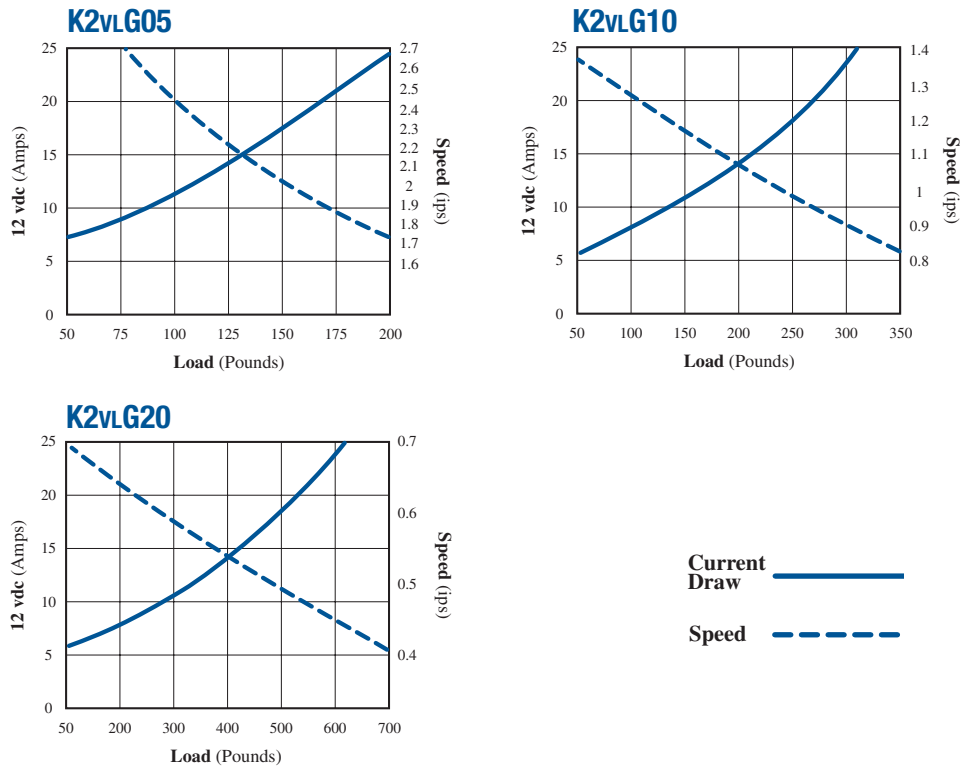 K2VLG05
25
20
15
10
5
0
12 vdc (Amps)
2.7
2.6
2.5
2.4
2.3
2.2
2.1
2
1.9
1.8
1.7
1.6
Speed (ips)
50 75 100 125 150 175 200
Load (Pounds)
K2VLG10
25
20
15
10
5
0
12 vdc (Amps)
1.4
1.3
1.2
1.1
1
0.9
0.8
Speed (ips)
50 100 150 200 250 300 350
Load (Pounds)
K2VLG20
25
20
15
10
5
0
12 vdc (Amps)
0.7
0.6
0.5
0.4
Speed (ips)
50 200 300 400 500 600 700
Load (Pounds)
Current
Draw
Speed